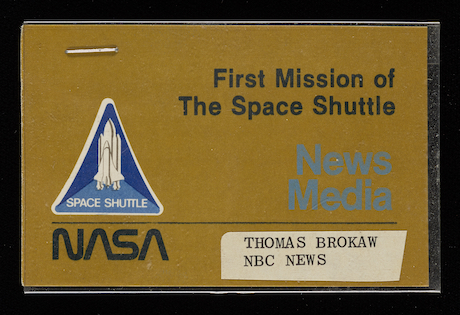 First Mission of
The Space Shuttle
News
Media
SPACE SHUTTLE
NASA
THOMAS BROKAW
NBC NEWS